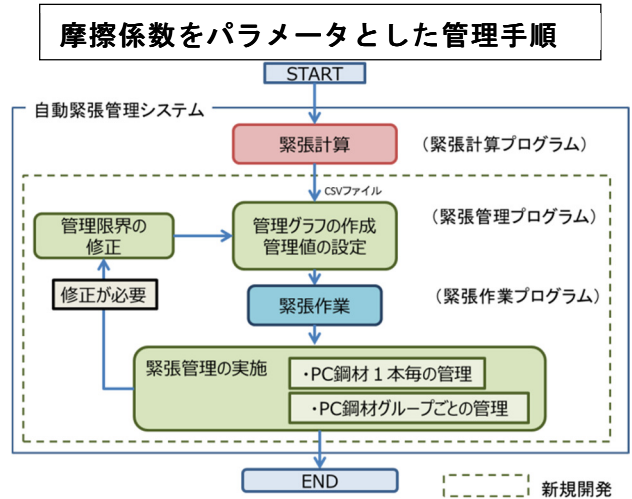 摩擦係数をパラメータとした管理手順
START
自動緊張管理システム
緊張計算
(緊張計算プログラム)
CSVファイル
管理限界の
修正
管理グラフの作成
管理値の設定
(緊張管理プログラム)
修正が必要
緊張作業
(緊張作業プログラム)
緊張管理の実施
・PC鋼材1本毎の管理
・PC鋼材グループごとの管理
END
新規開発